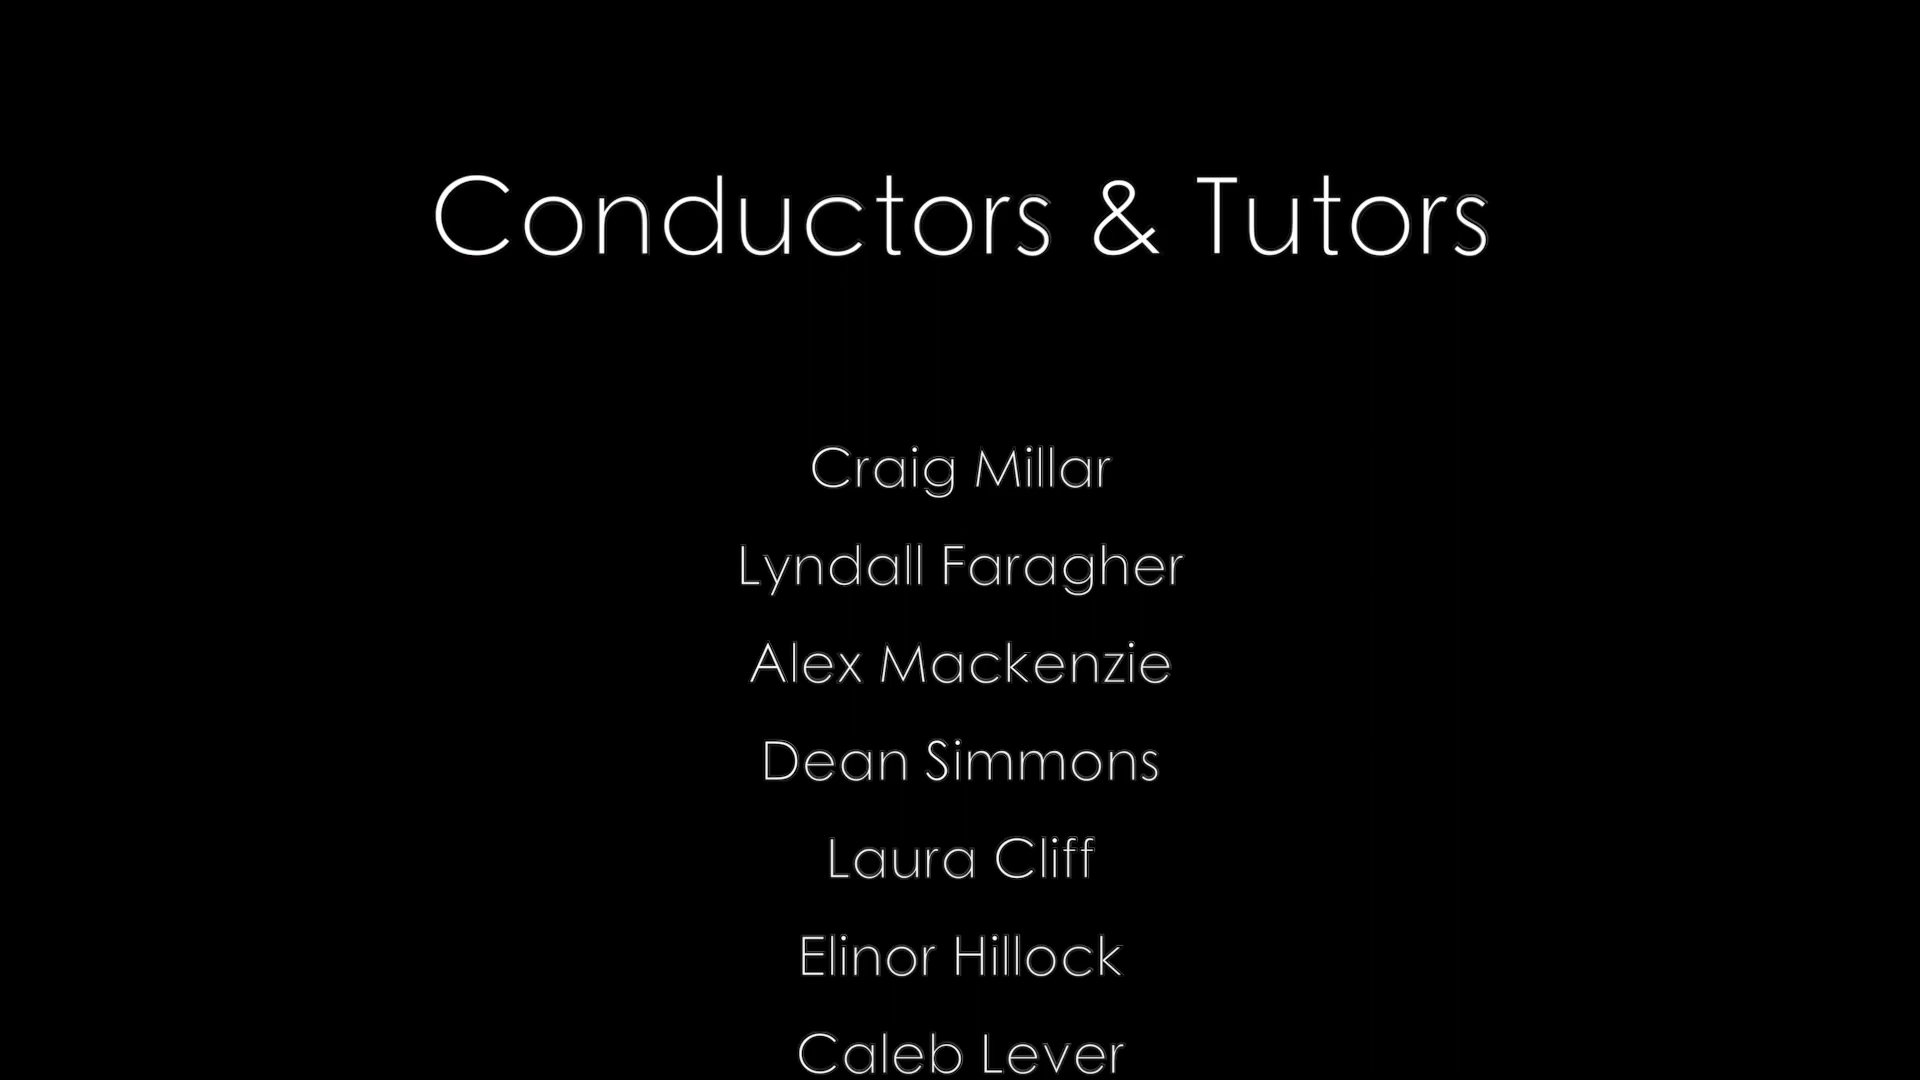 Conductors & Tutors
Craig Millar
Lyndall Faragher
Alex Mackenzie
Dean Simmons
Laura Cliff
Elinor Hillock
Caleb Lever